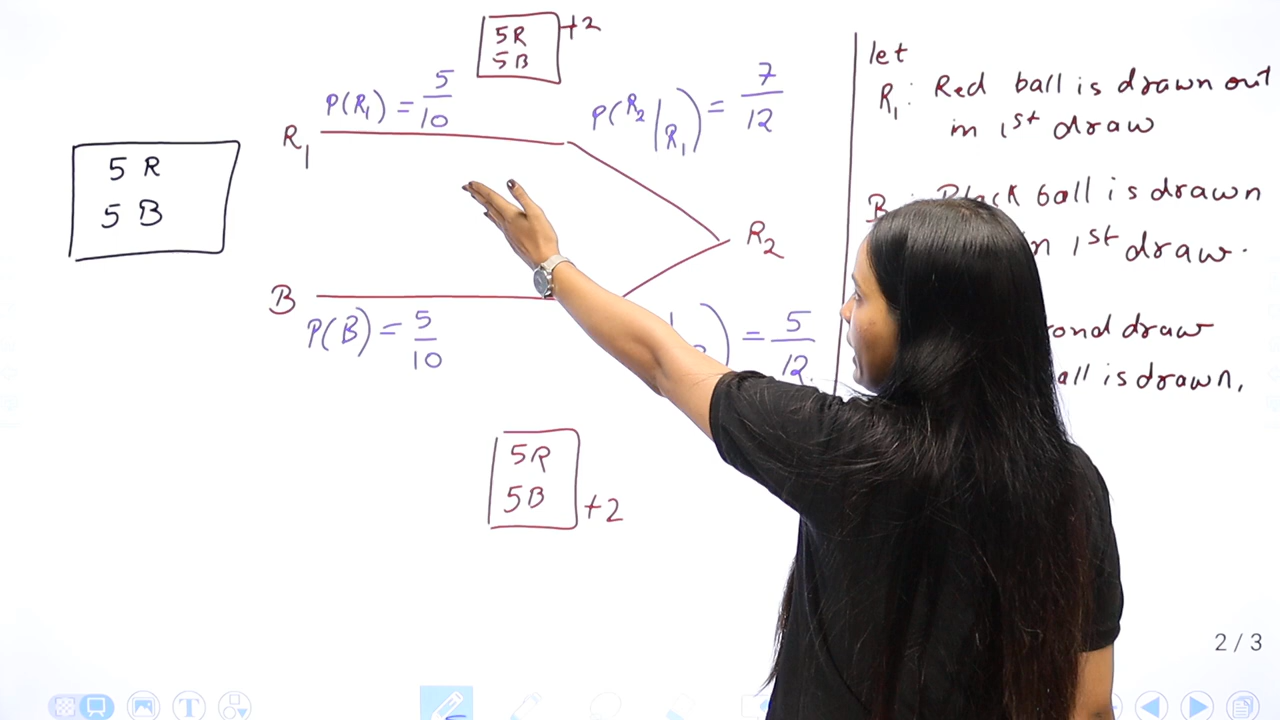 5 R
5 B
5R +2
5B
P(R1) = 5/10
P(R2/R1) = 7/12
R1
R2
B
P(B) = 5/10
) = 5/12.
5R
5B +2
let
R1: Red ball is drawn out
in 1st draw
B : Black ball is drawn
in 1st draw.
draw
is drawn,
2 / 3
T